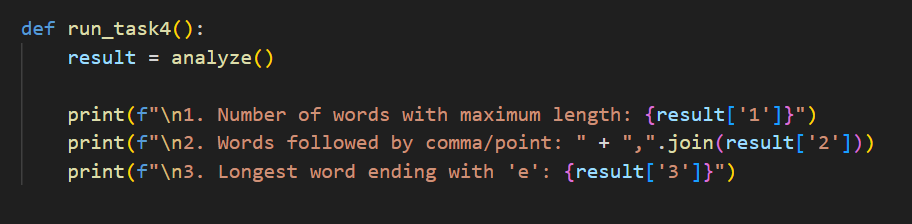 def run_task4():
    result = analyze()

    print(f"\n1. Number of words with maximum length: {result['1']}")
    print(f"\n2. Words followed by comma/point: " + ",".join(result['2']))
    print(f"\n3. Longest word ending with 'e': {result['3']}")